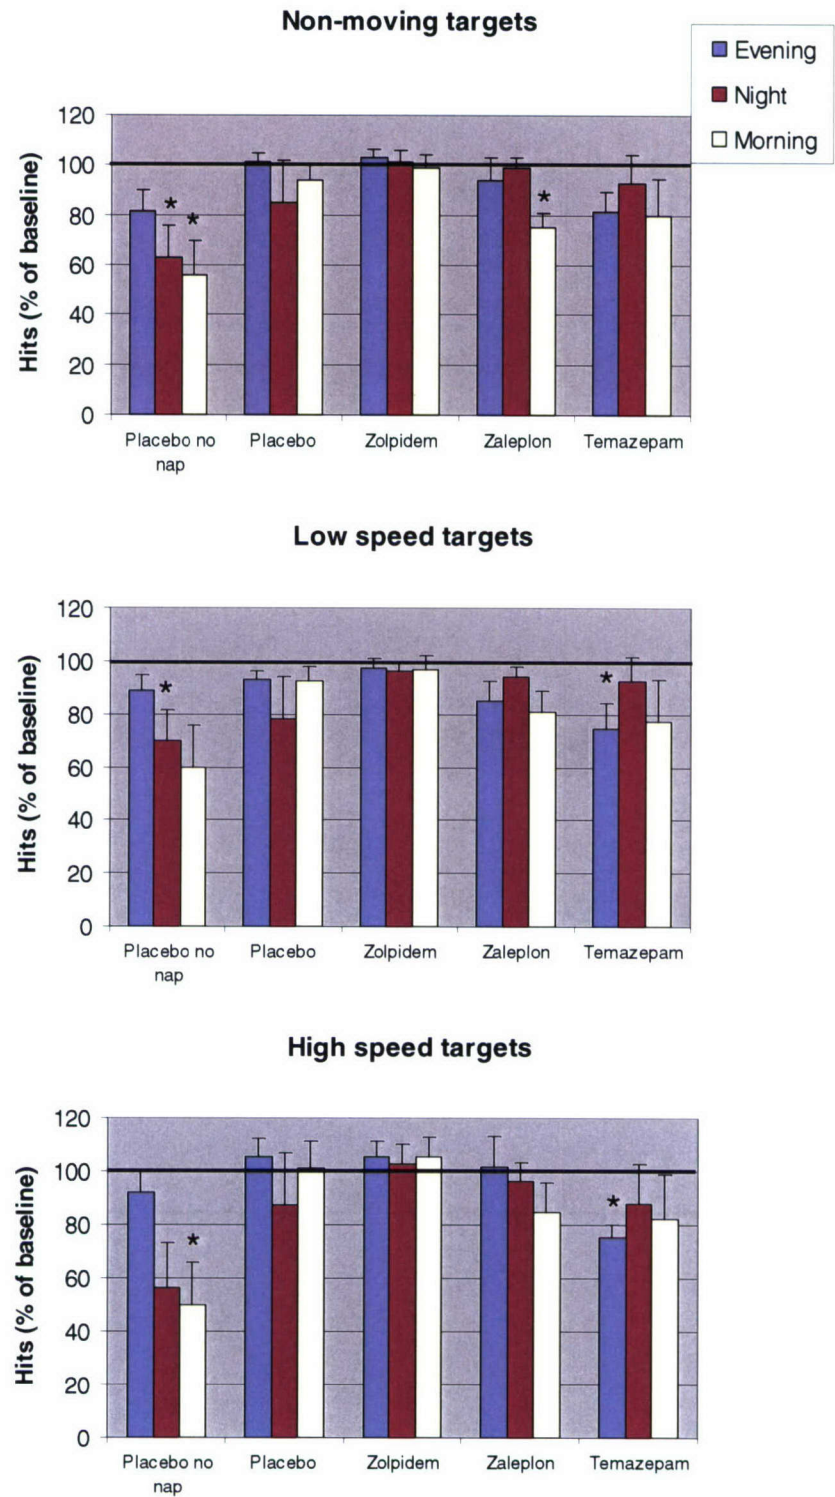 Non-moving targets
Evening
Night
Morning
Hits (% of baseline)
120
100
80
60
40
20
0
*
*
*
Placebo no
nap
Placebo
Zolpidem
Zaleplon
Temazepam
Low speed targets
Hits (% of baseline)
120
100
80
60
40
20
0
*
*
Placebo no
nap
Placebo
Zolpidem
Zaleplon
Temazepam
High speed targets
Hits (% of baseline)
120
100
80
60
40
20
0
*
*
Placebo no
nap
Placebo
Zolpidem
Zaleplon
Temazepam